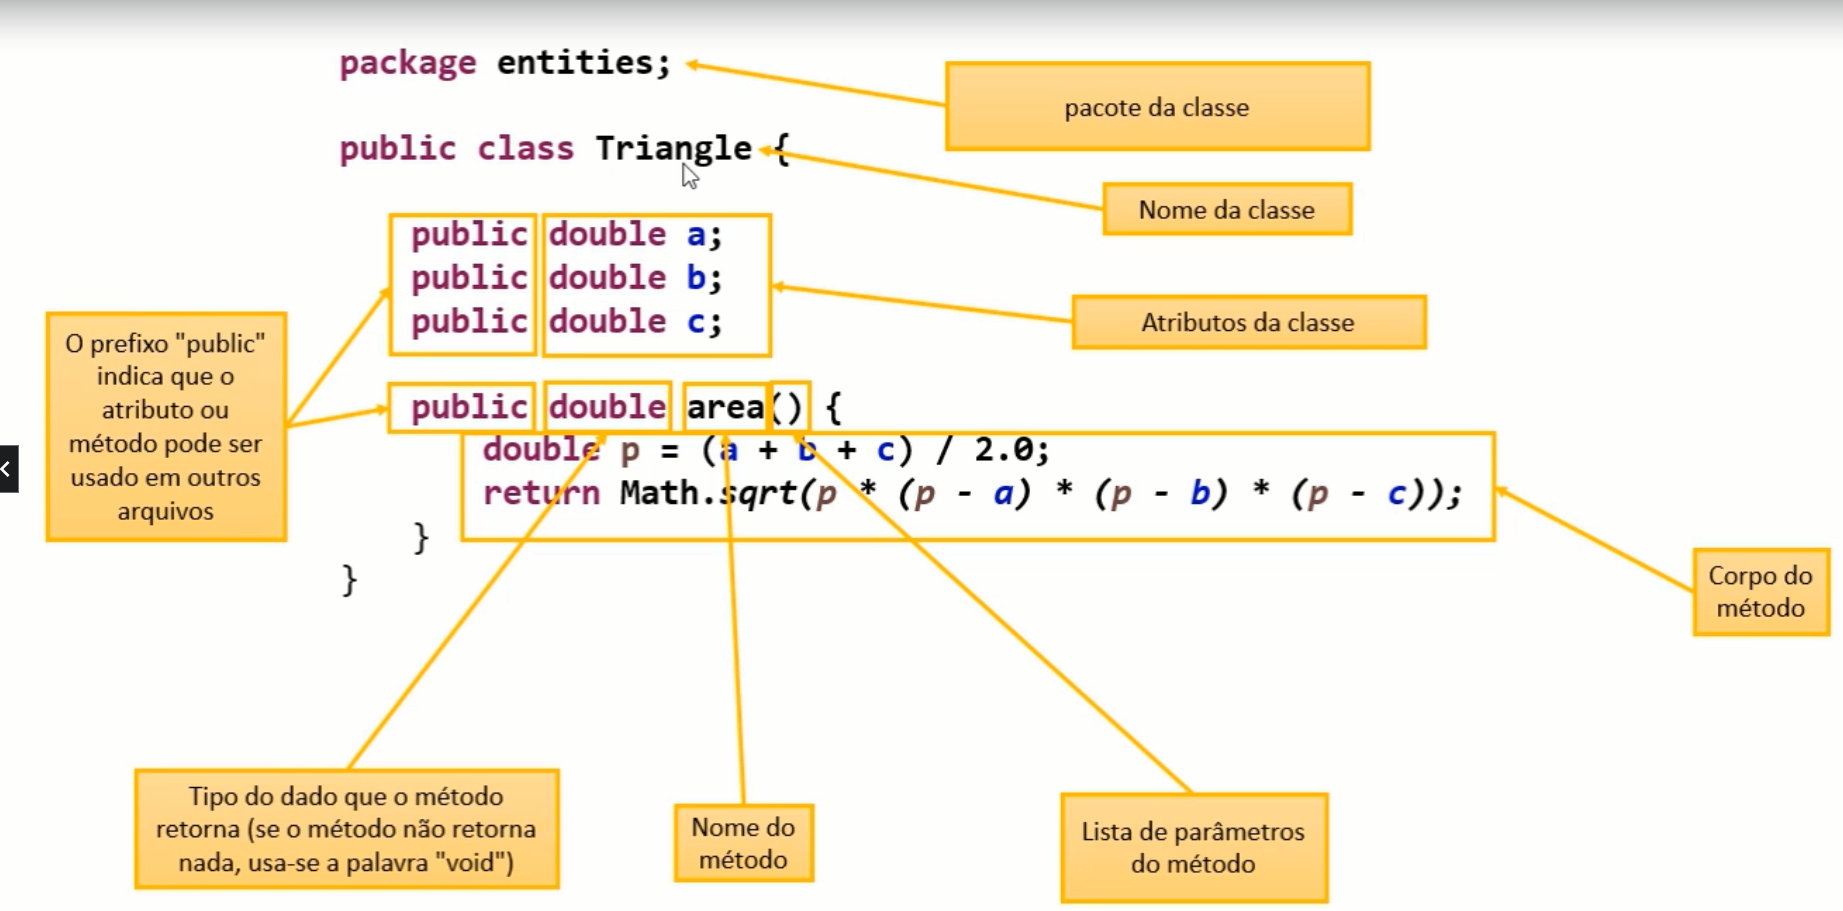 package entities;
pacote da classe
public class Triangle {
Nome da classe
public double a;
public double b;
public double c;
Atributos da classe
O prefixo "public"
indica que o
atributo ou
método pode ser
usado em outros
arquivos
public double area() {
double p = (a + b + c) / 2.0;
return Math.sqrt(p * (p - a) * (p - b) * (p - c));
}
}
Corpo do
método
Tipo do dado que o método
retorna (se o método não retorna
nada, usa-se a palavra "void")
Nome do
método
Lista de parâmetros
do método